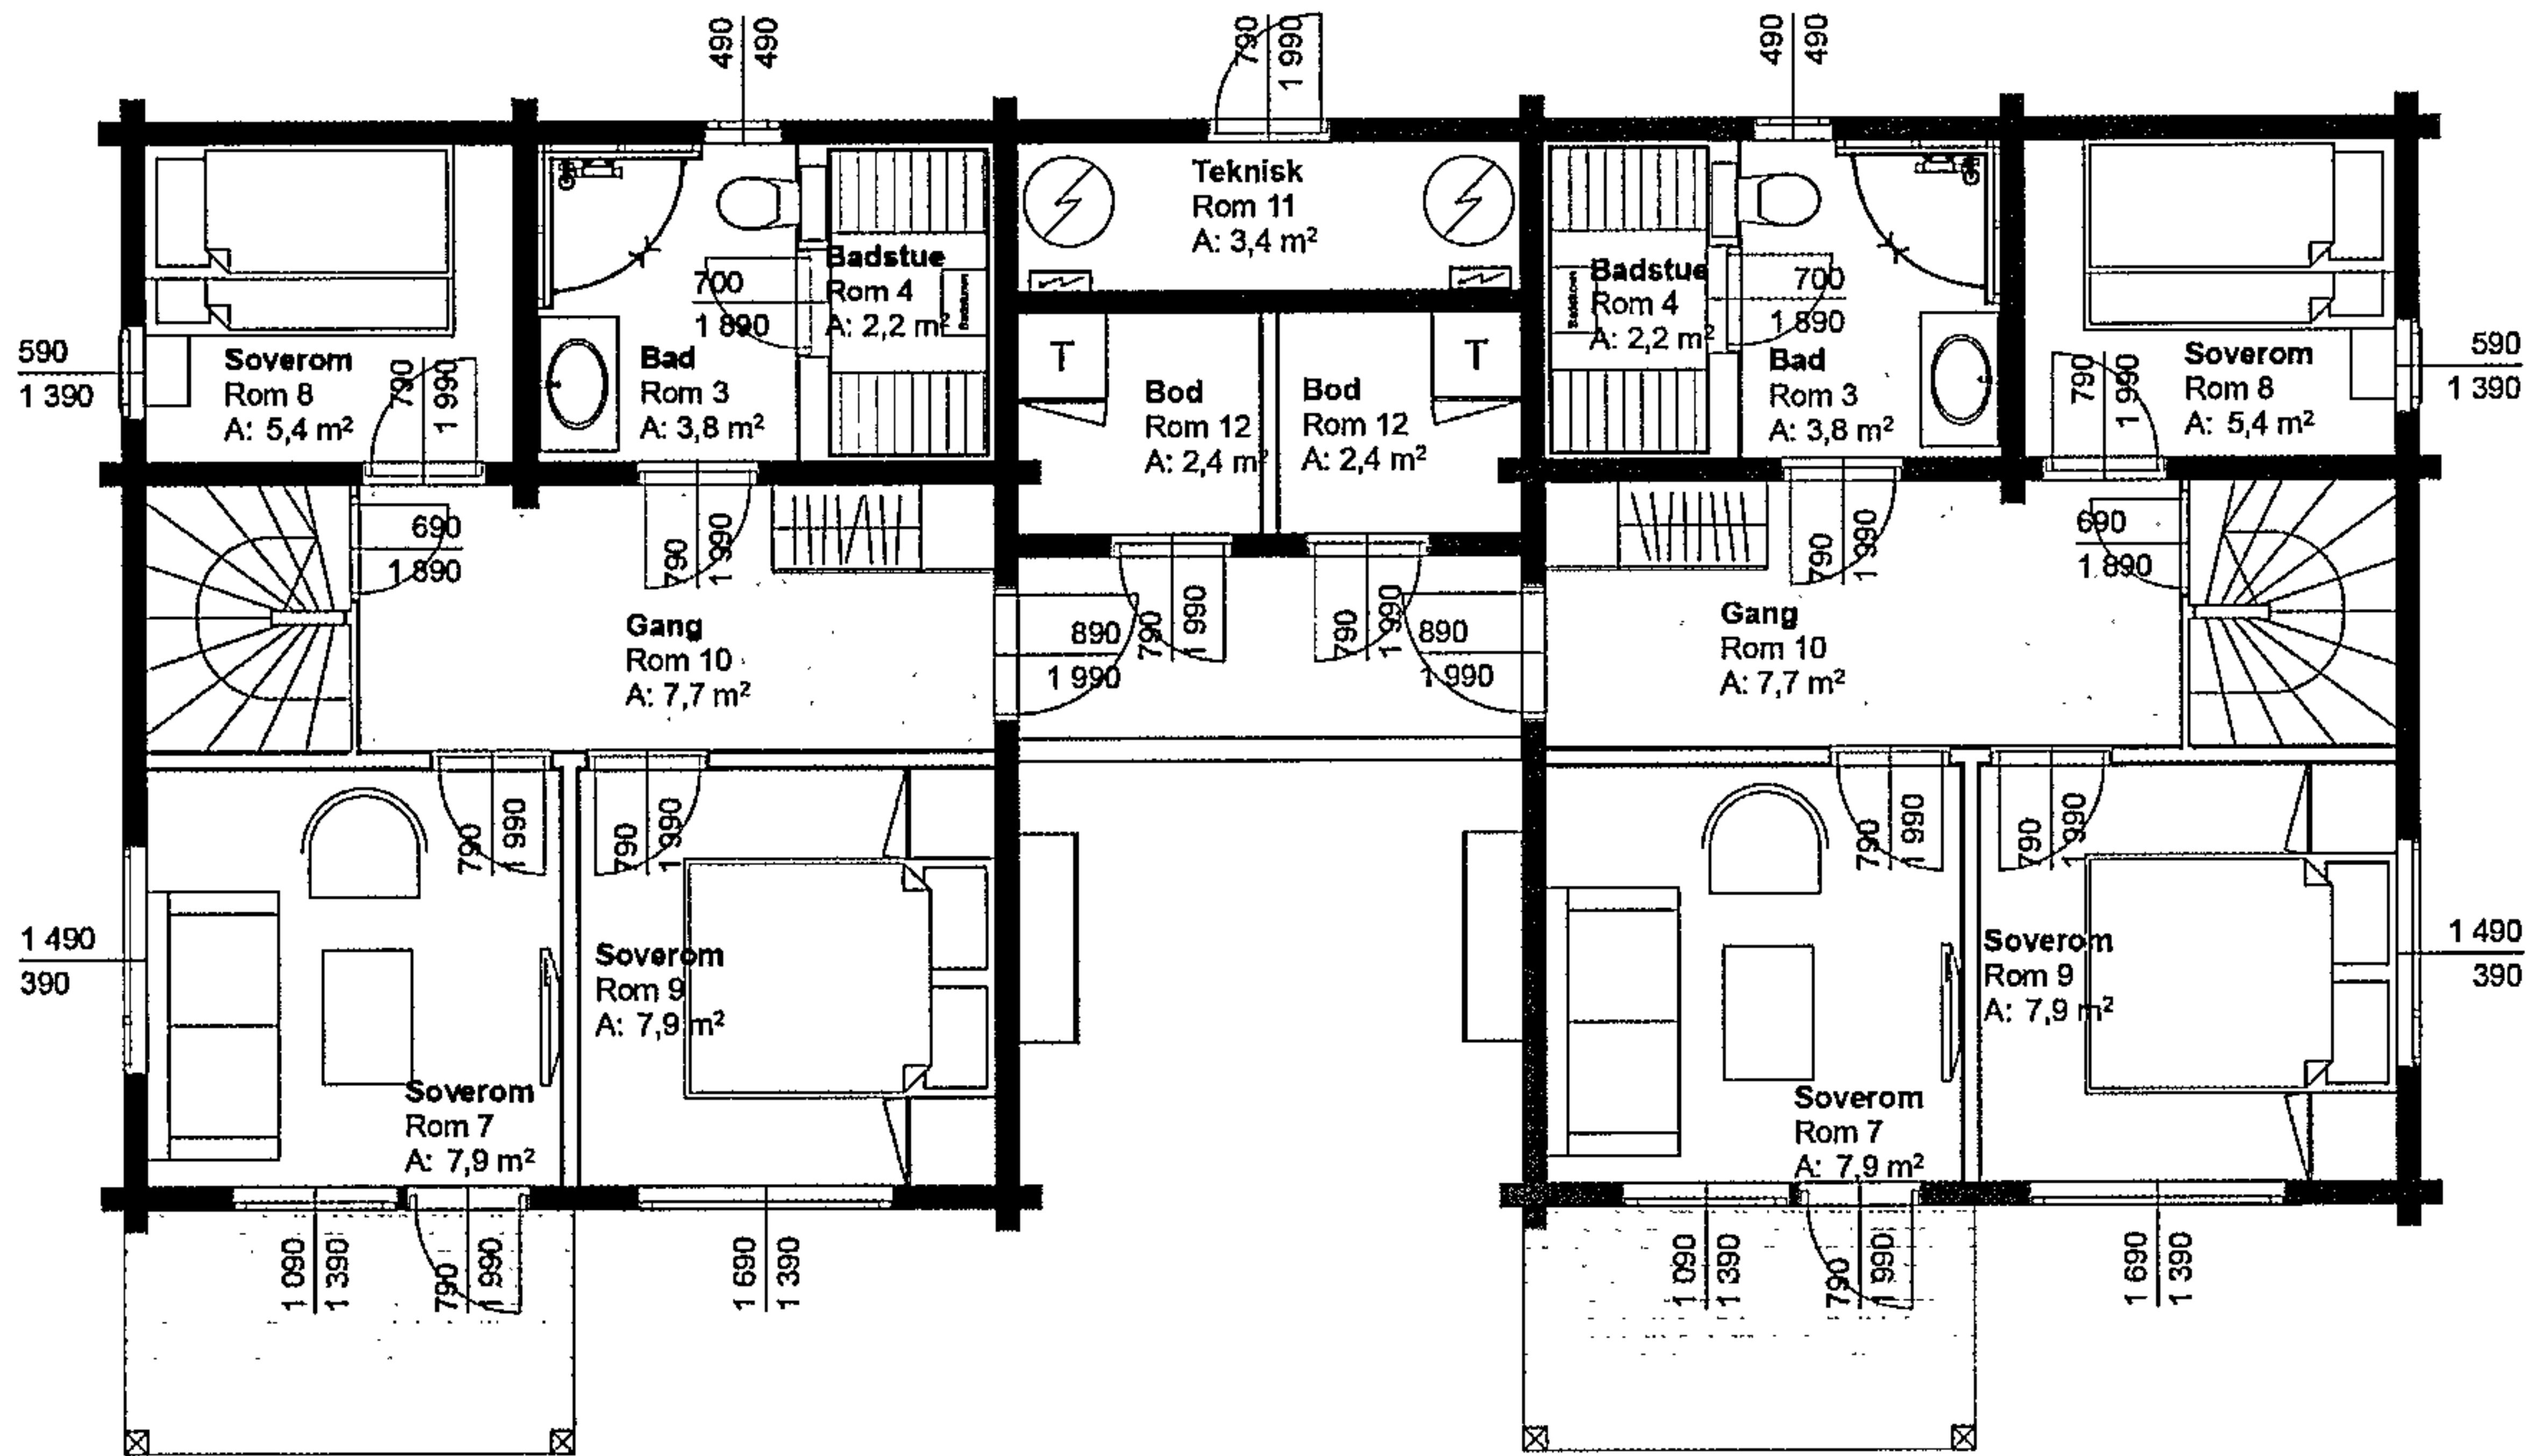 490
490
790
1 990
490
490
Teknisk
Rom 11
A: 3,4 m²
Badstue
Rom 4
A: 2,2 m²
700
1 890
Badstue
Rom 4
A: 2,2 m²
700
1 890
590
1 390
Soverom
Rom 8
A: 5,4 m²
790
1 990
Bad
Rom 3
A: 3,8 m²
T
Bod
Rom 12
A: 2,4 m²
Bod
Rom 12
A: 2,4 m²
T
Bad
Rom 3
A: 3,8 m²
790
1 990
Soverom
Rom 8
A: 5,4 m²
590
1 390
690
1 890
790
1 990
790
1 990
690
1 890
Gang
Rom 10
A: 7,7 m²
890
1 990
790
1 990
790
1 990
890
1 990
Gang
Rom 10
A: 7,7 m²
790
1 990
790
1 990
790
1 990
790
1 990
1 490
390
Soverom
Rom 9
A: 7,9 m²
Soverom
Rom 9
A: 7,9 m²
1 490
390
Soverom
Rom 7
A: 7,9 m²
Soverom
Rom 7
A: 7,9 m²
1 090
1 390
790
1 990
1 690
1 390
1 090
1 390
790
1 990
1 690
1 390